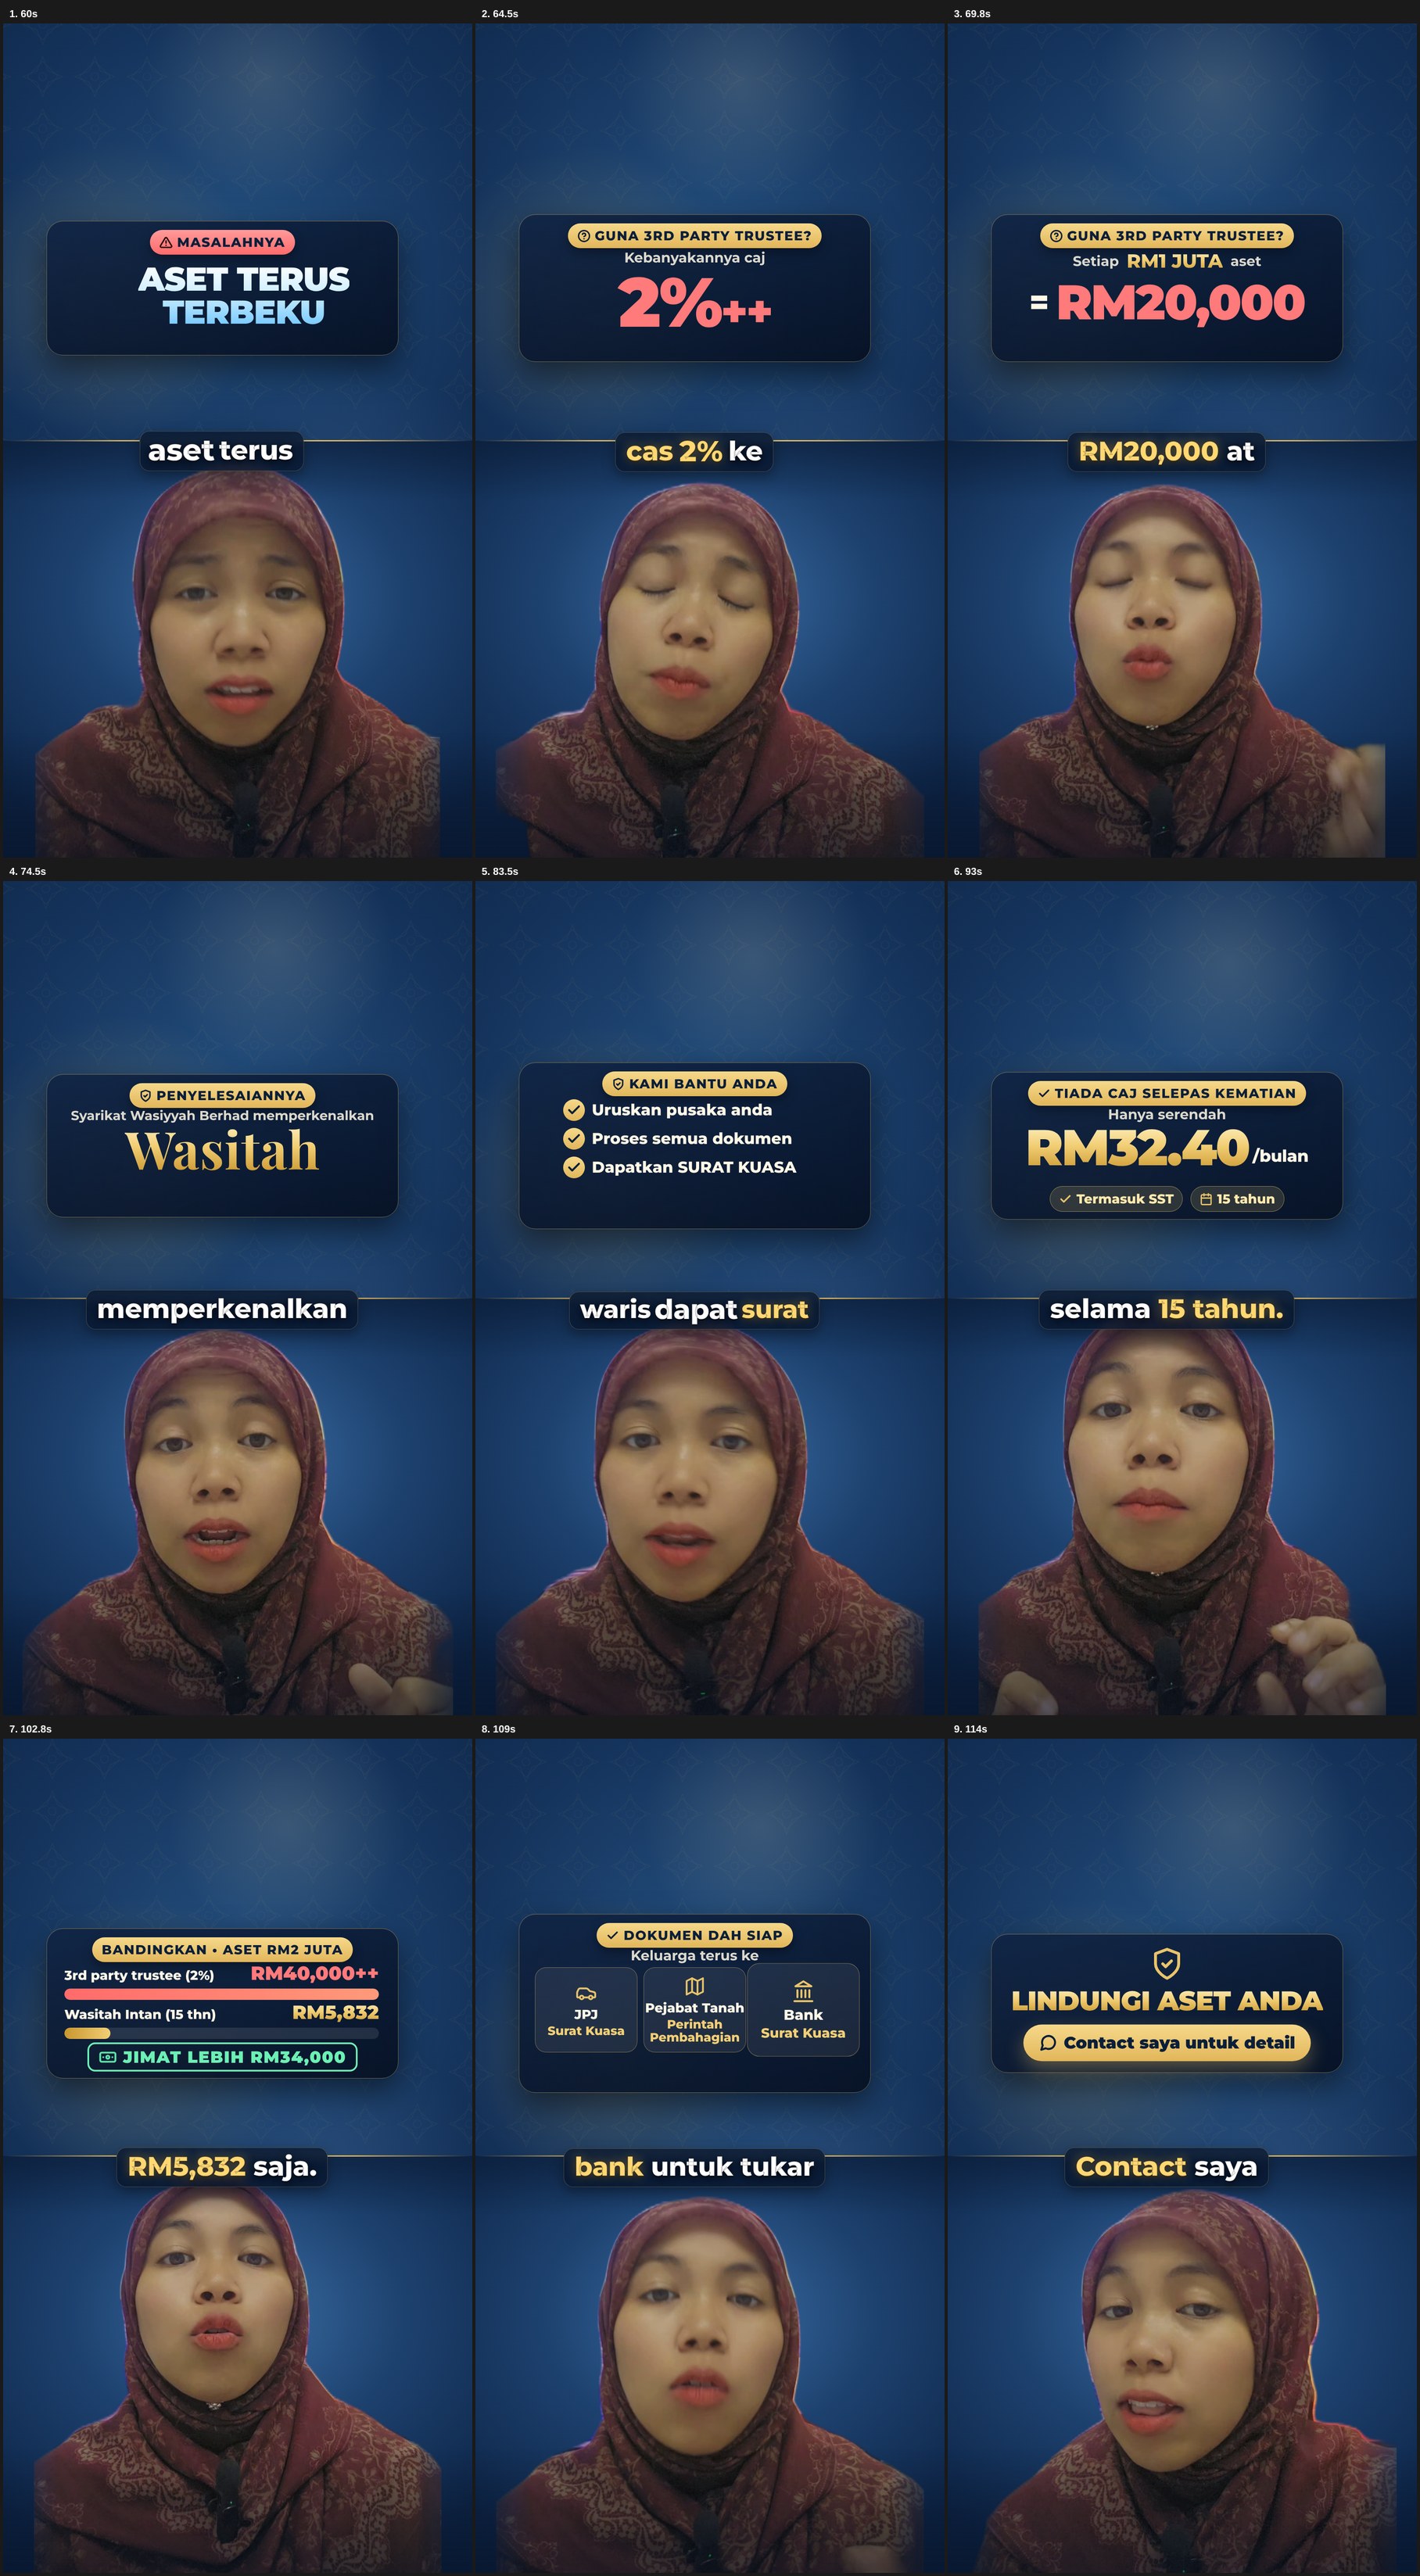 1. 60s
MASALAHNYA
ASET TERUS
TERBEKU
aset terus
2. 64.5s
GUNA 3RD PARTY TRUSTEE?
Kebanyakannya caj
2%++
cas 2% ke
3. 69.8s
GUNA 3RD PARTY TRUSTEE?
Setiap RM1 JUTA aset
= RM20,000
RM20,000 at
4. 74.5s
PENYELESAIANNYA
Syarikat Wasiyyah Berhad memperkenalkan
Wasitah
memperkenalkan
5. 83.5s
KAMI BANTU ANDA
Uruskan pusaka anda
Proses semua dokumen
Dapatkan SURAT KUASA
waris dapat surat
6. 93s
TIADA CAJ SELEPAS KEMATIAN
Hanya serendah
RM32.40/bulan
Termasuk SST
15 tahun
selama 15 tahun.
7. 102.8s
BANDINGKAN • ASET RM2 JUTA
3rd party trustee (2%) RM40,000++
Wasitah Intan (15 thn) RM5,832
JIMAT LEBIH RM34,000
RM5,832 saja.
8. 109s
DOKUMEN DAH SIAP
Keluarga terus ke
JPJ
Surat Kuasa
Pejabat Tanah
Perintah
Pembahagian
Bank
Surat Kuasa
bank untuk tukar
9. 114s
LINDUNGI ASET ANDA
Contact saya untuk detail
Contact saya